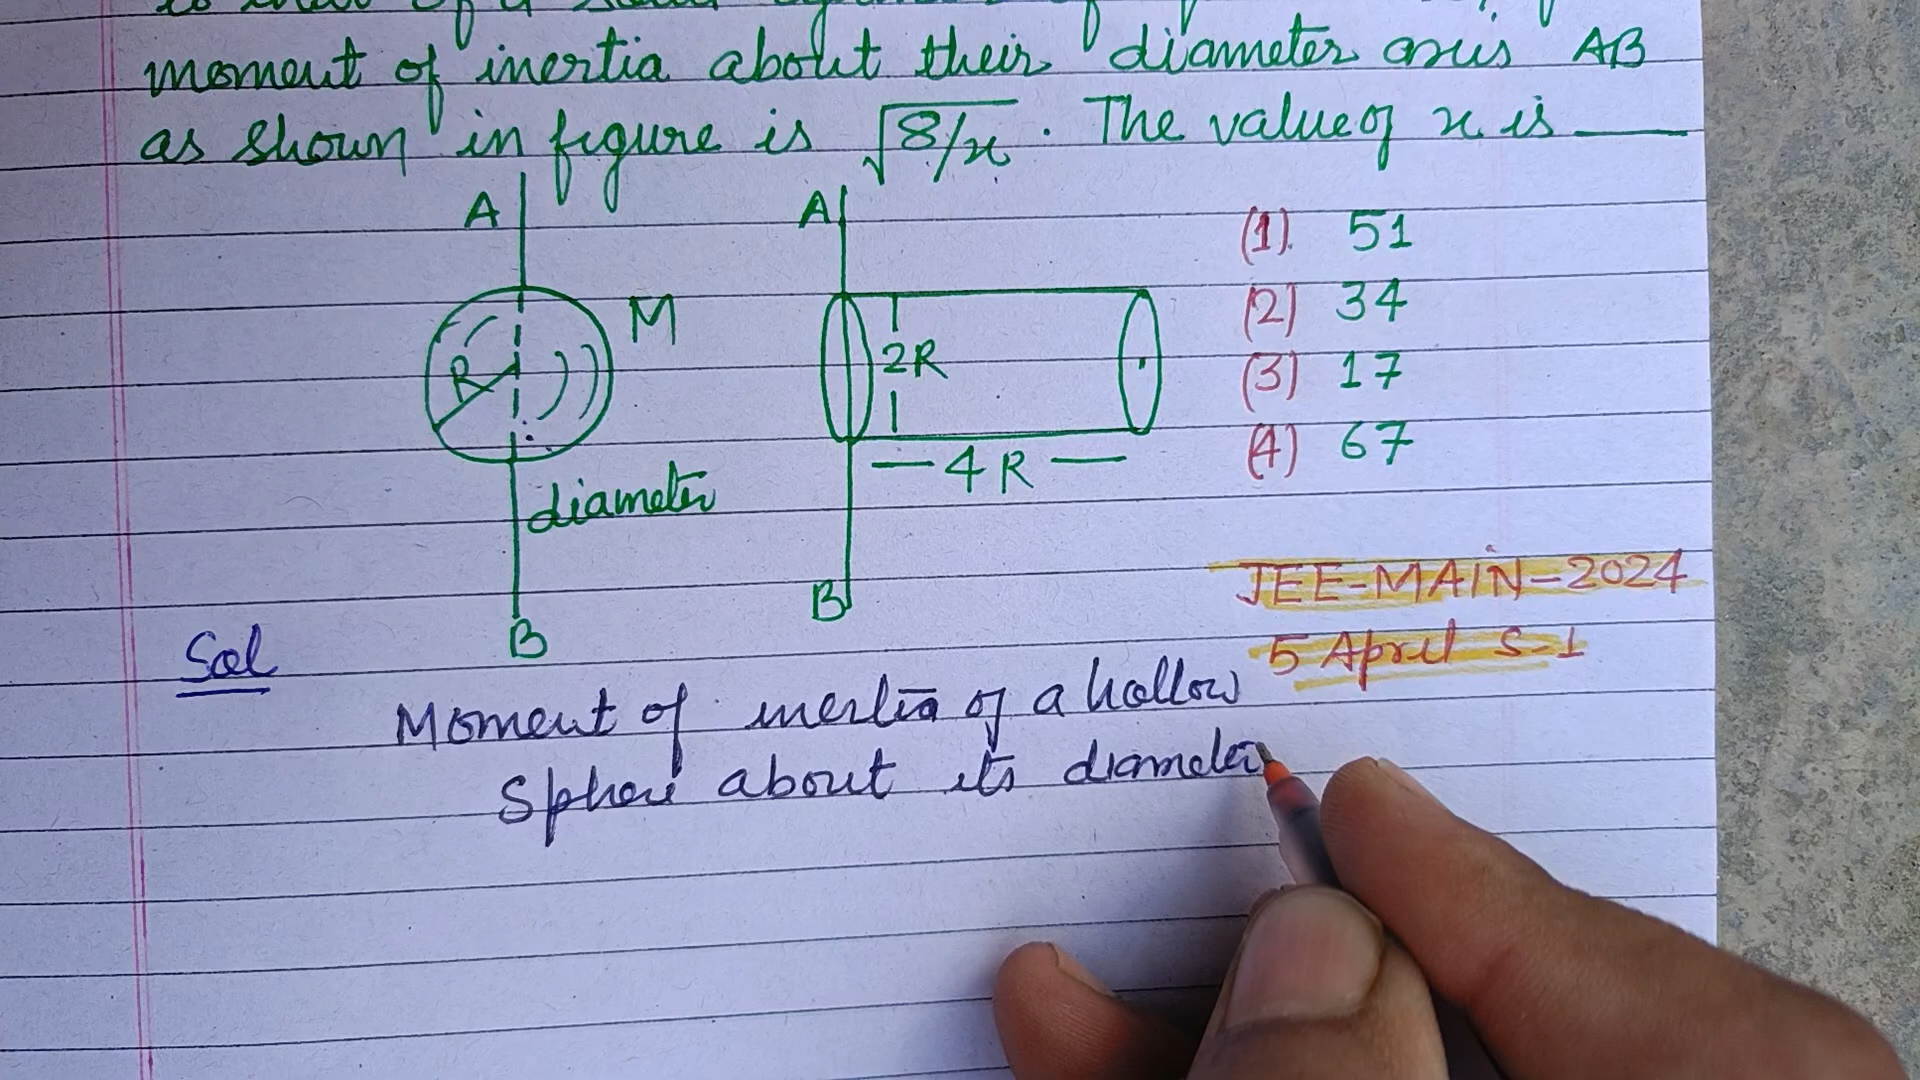 moment of inertia about their diameter axis AB
as shown in figure is √8/x . The value of x is ___
A
A
(1) 51
M
2R
(2) 34
R
(3) 17
(4) 67
— 4R —
diameter
B
B
JEE-MAIN-2024
5 April S-1
Sol
Moment of inertia of a hollow
Sphere about its diameter